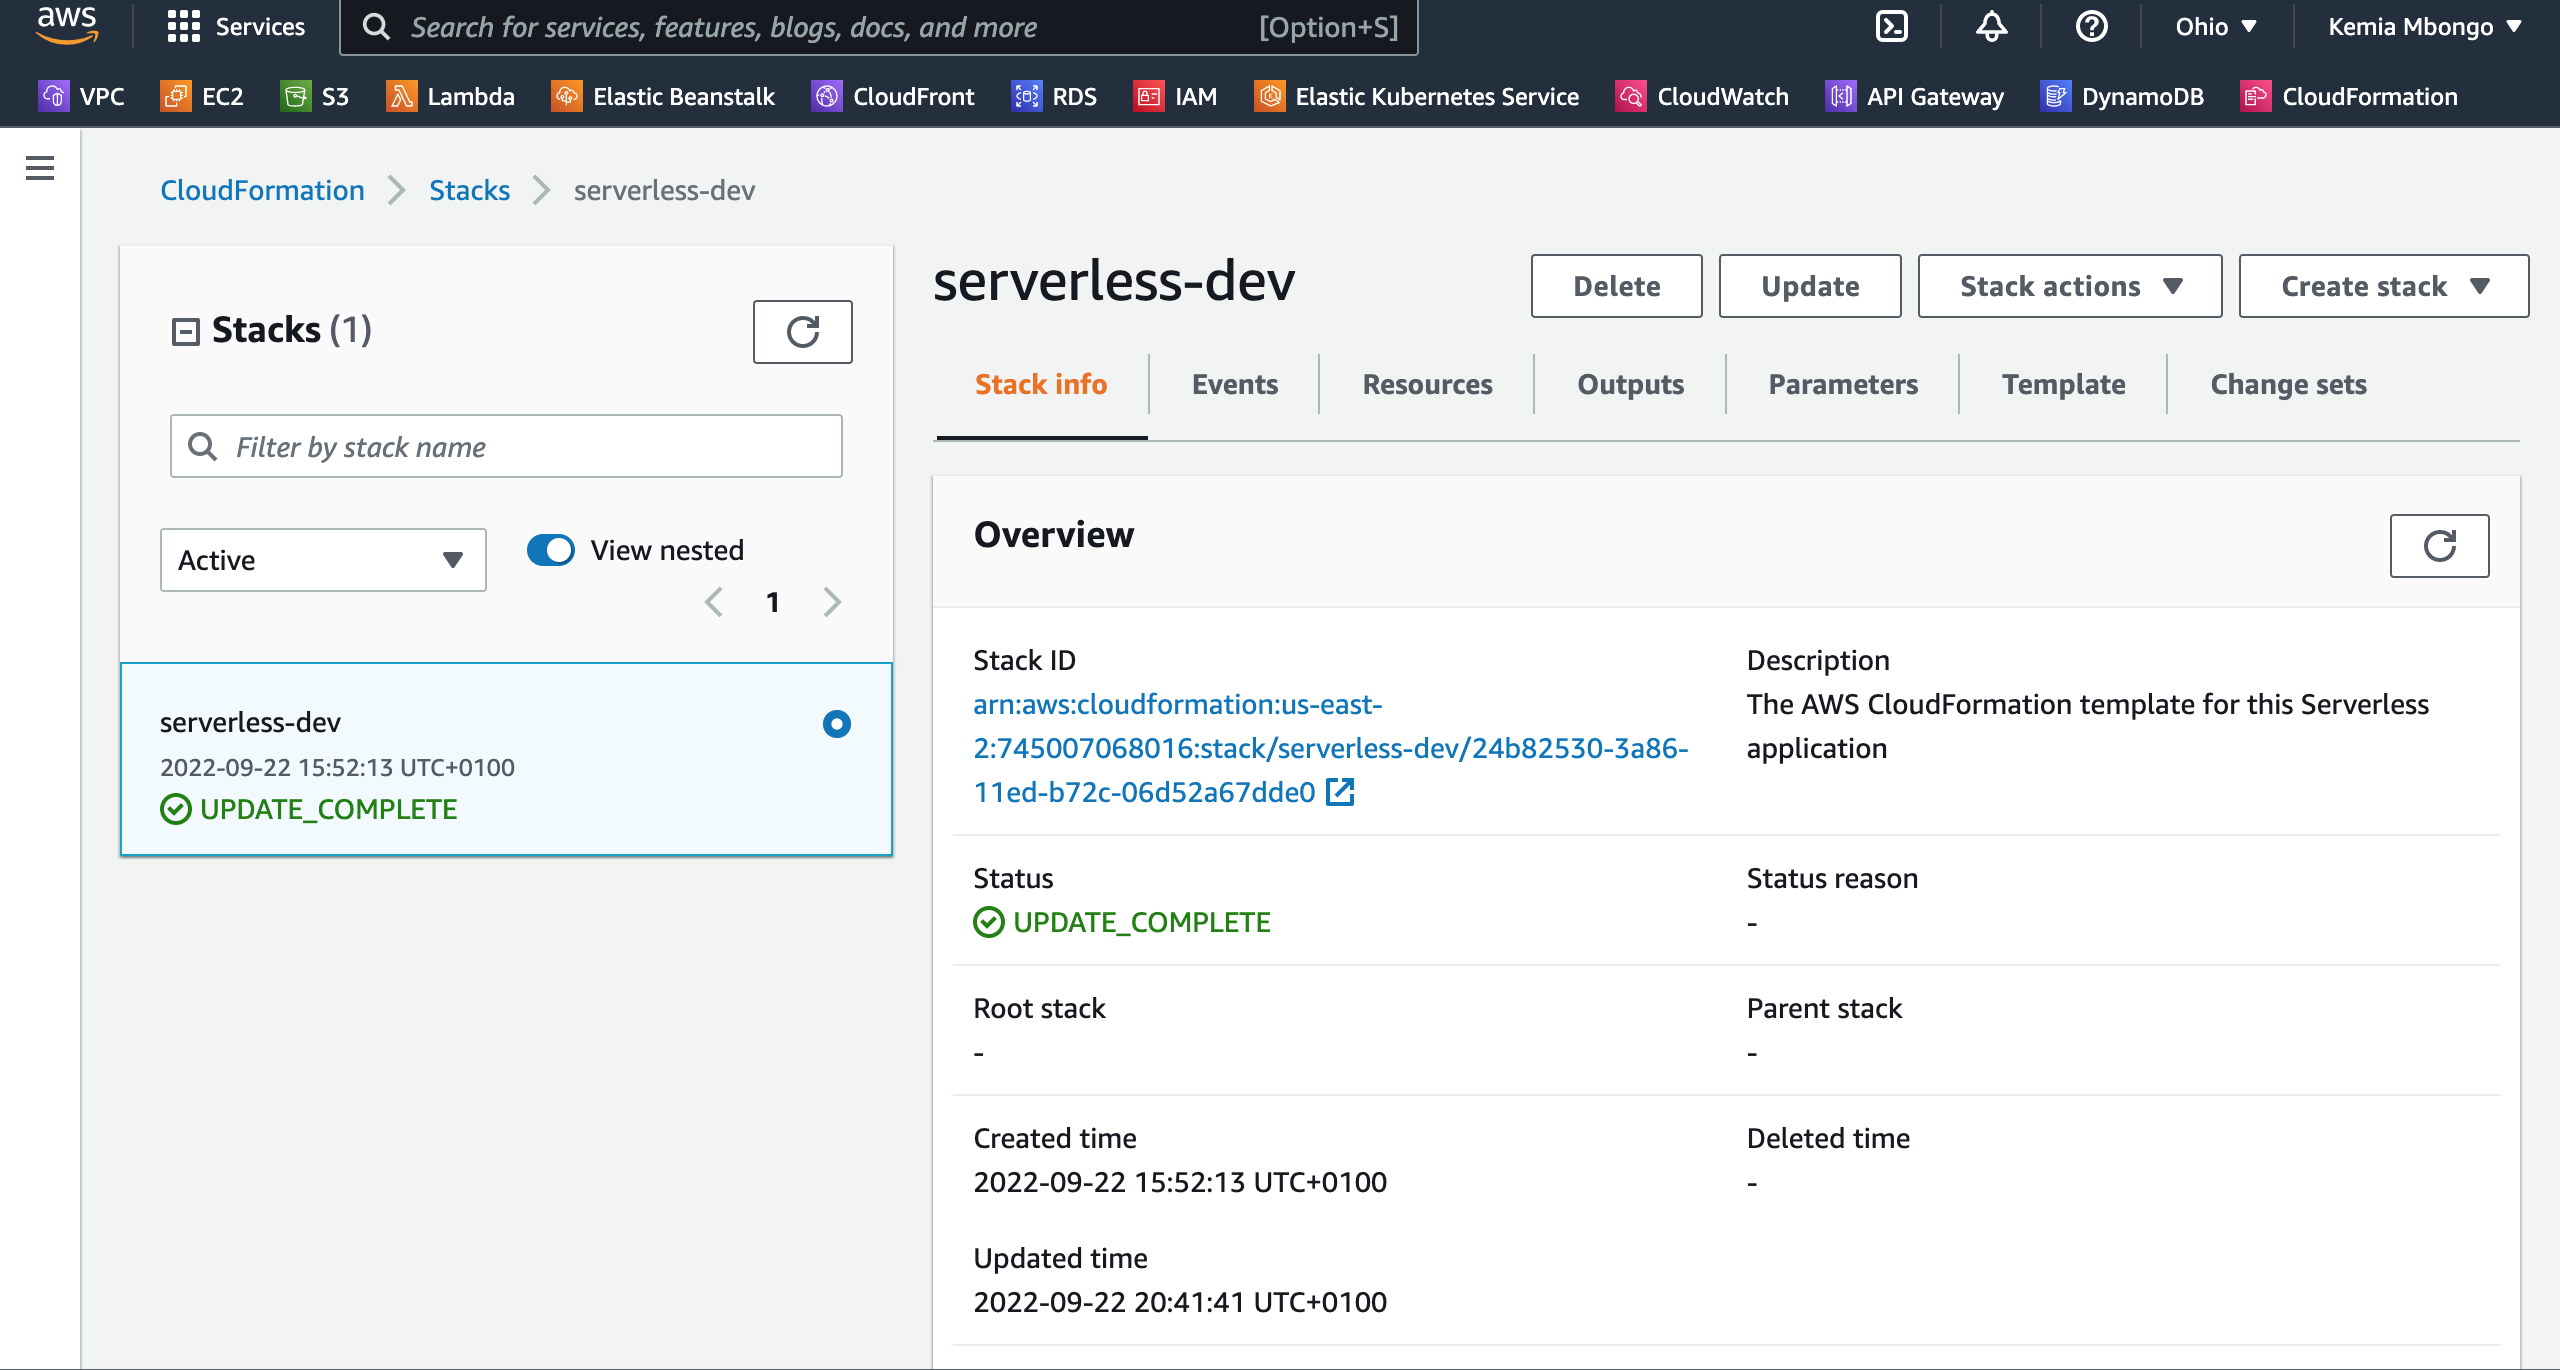 aws
Services
Search for services, features, blogs, docs, and more [Option+S]
Ohio
Kemia Mbongo
VPC EC2 S3 Lambda Elastic Beanstalk CloudFront RDS IAM Elastic Kubernetes Service CloudWatch API Gateway DynamoDB CloudFormation
CloudFormation Stacks serverless-dev
Stacks (1)
Filter by stack name
Active
View nested
1
serverless-dev
2022-09-22 15:52:13 UTC+0100
UPDATE_COMPLETE
serverless-dev
Delete Update Stack actions Create stack
Stack info Events Resources Outputs Parameters Template Change sets
Overview
Stack ID
arn:aws:cloudformation:us-east-
2:745007068016:stack/serverless-dev/24b82530-3a86-
11ed-b72c-06d52a67dde0
Description
The AWS CloudFormation template for this Serverless
application
Status
UPDATE_COMPLETE
Status reason
-
Root stack
-
Parent stack
-
Created time
2022-09-22 15:52:13 UTC+0100
Deleted time
-
Updated time
2022-09-22 20:41:41 UTC+0100